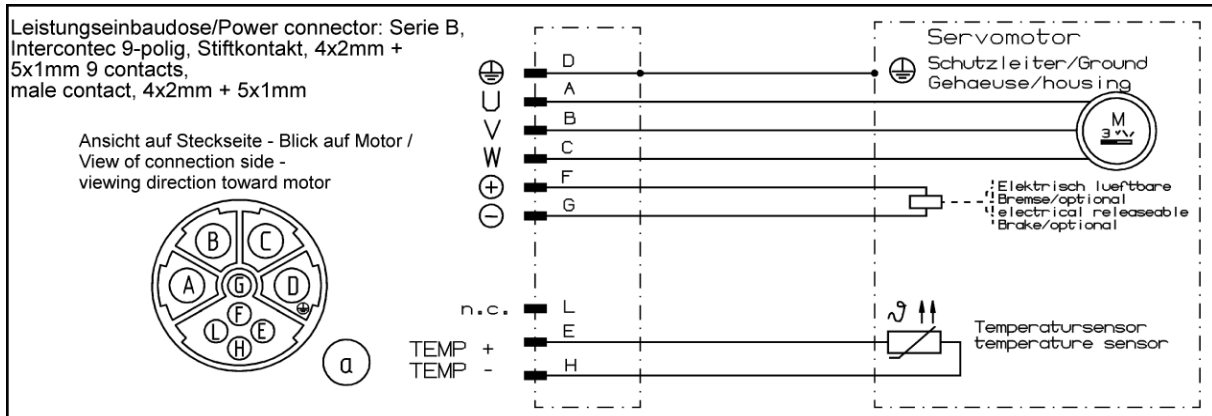 Leistungseinbaudose/Power connector: Serie B,
Intercontec 9-polig, Stiftkontakt, 4x2mm +
5x1mm 9 contacts,
male contact, 4x2mm + 5x1mm
Ansicht auf Steckseite - Blick auf Motor /
View of connection side -
viewing direction toward motor
B C
A G D
F
L E
H
a
D
U A
V B
W C
+ F
- G
n.c. L
TEMP + E
TEMP - H
Servomotor
Schutzleiter/Ground
Gehaeuse/housing
M
3 ~
Elektrisch lueftbare
Bremse/optional
electrical releaseable
Brake/optional
ϑ
Temperatursensor
temperature sensor